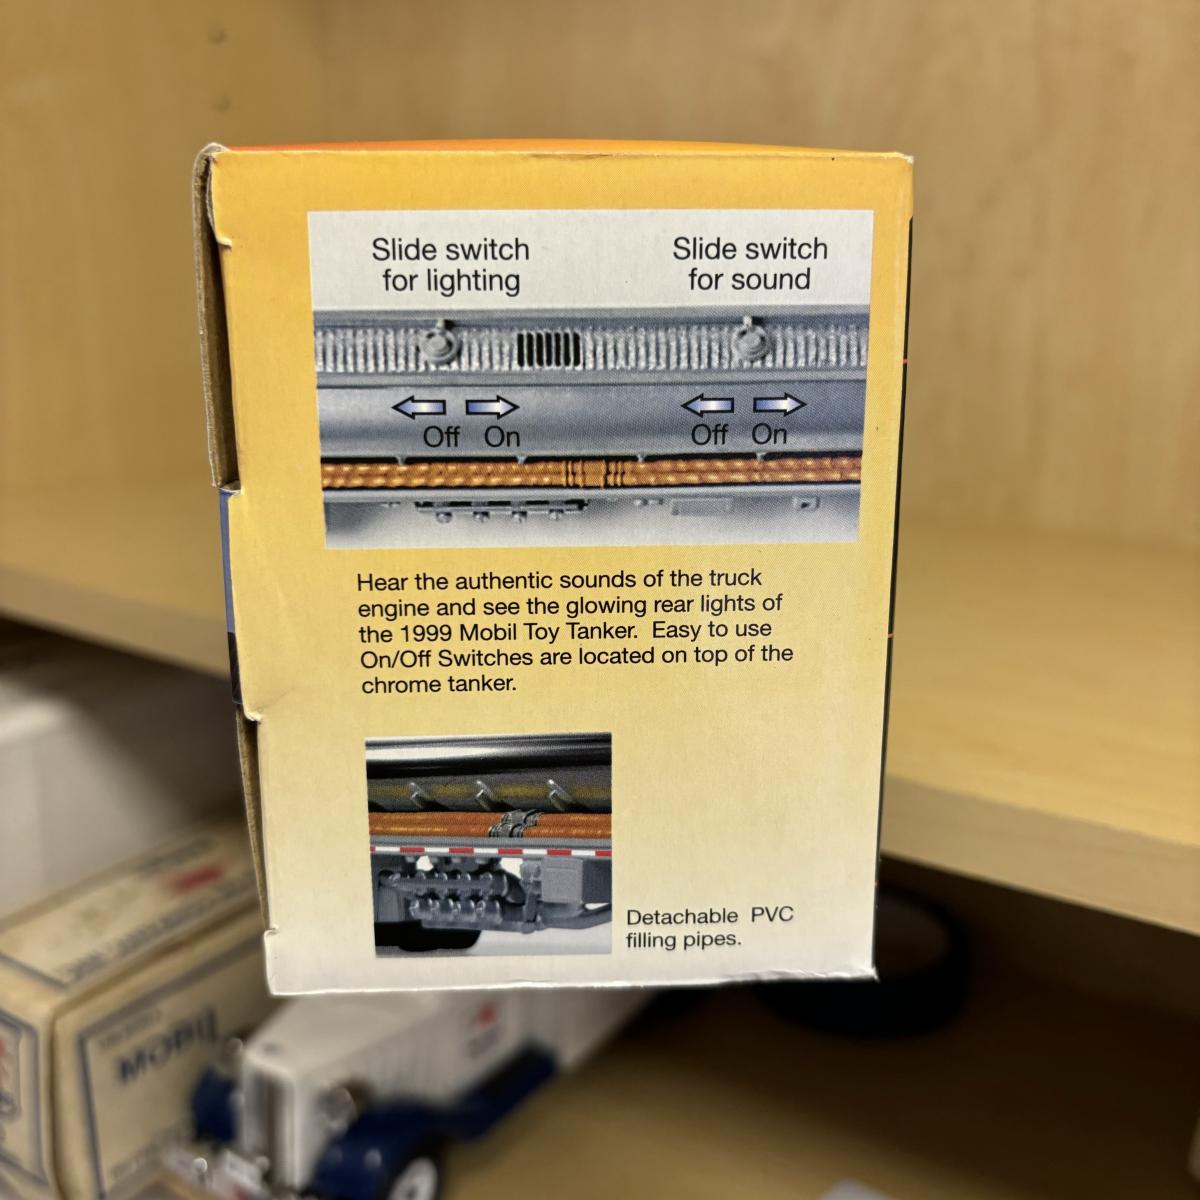 Slide switch
for lighting
Slide switch
for sound
Off On
Off On
Hear the authentic sounds of the truck
engine and see the glowing rear lights of
the 1999 Mobil Toy Tanker. Easy to use
On/Off Switches are located on top of the
chrome tanker.
Detachable PVC
filling pipes.
MOBIL